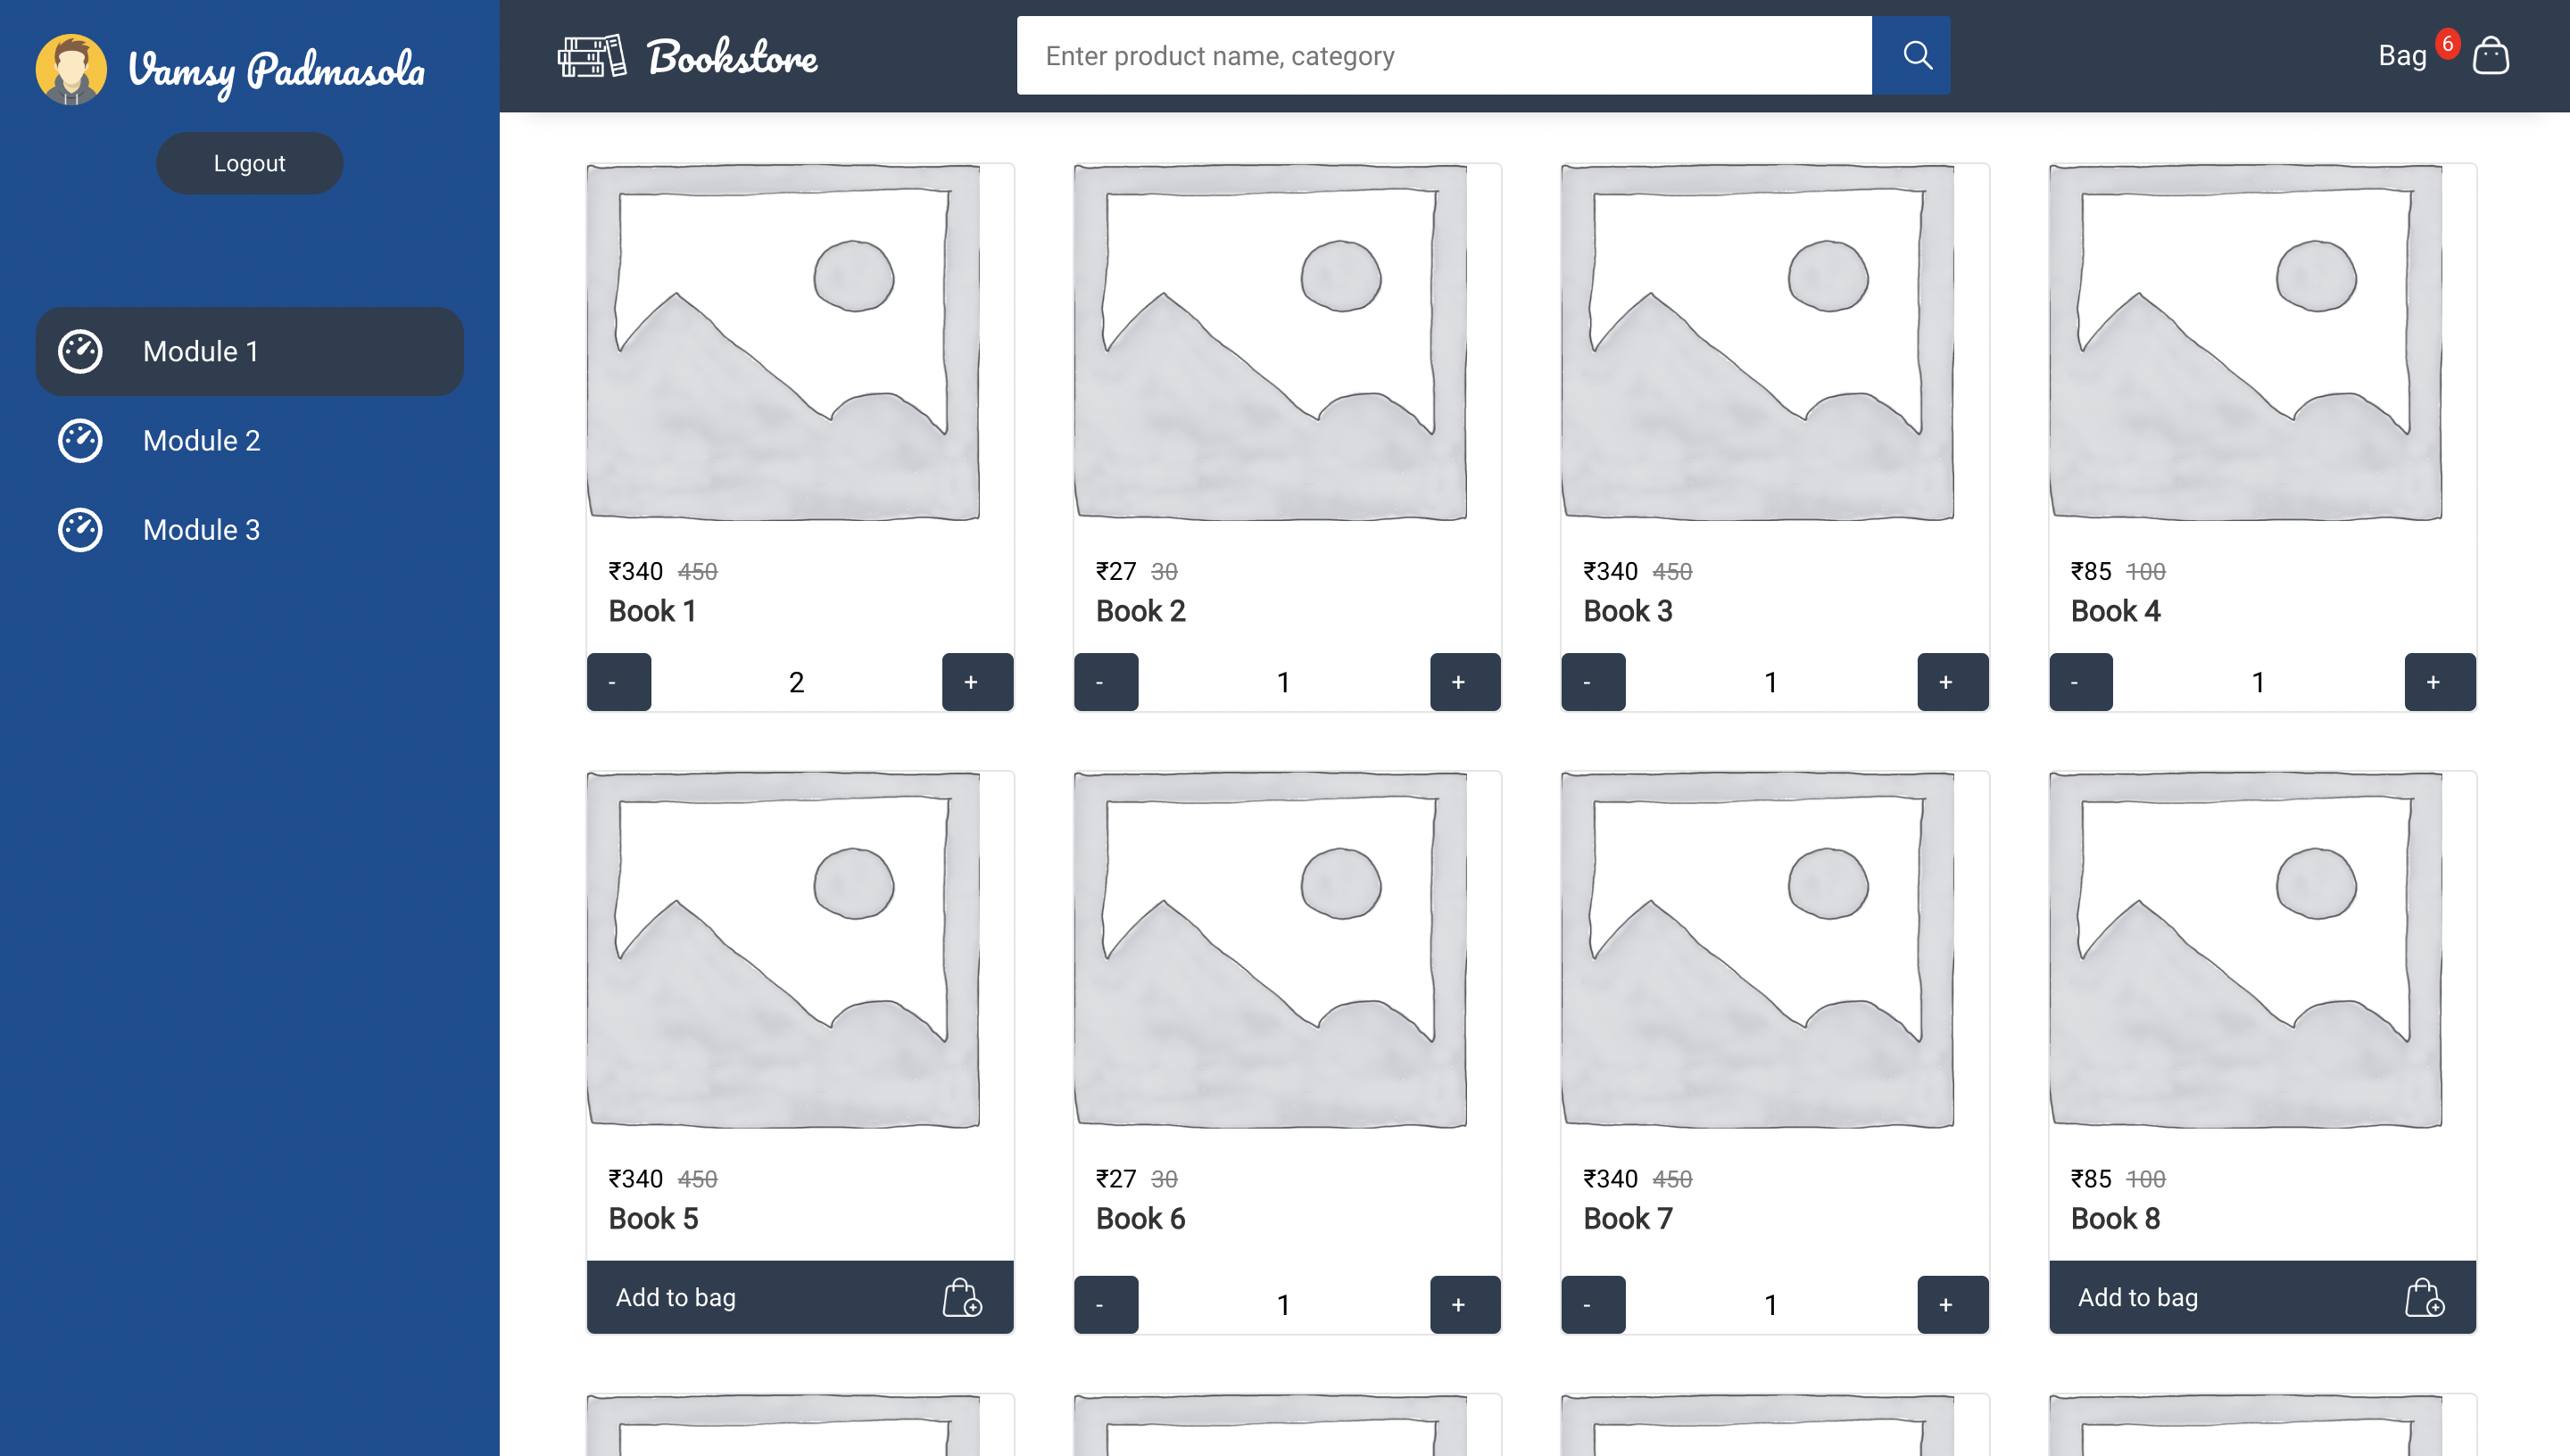 Vamsy Padmasola
Logout
Module 1
Module 2
Module 3
Bookstore
Enter product name, category
Bag 6
₹340 450
Book 1
- 2 +
₹27 30
Book 2
- 1 +
₹340 450
Book 3
- 1 +
₹85 100
Book 4
- 1 +
₹340 450
Book 5
Add to bag
₹27 30
Book 6
- 1 +
₹340 450
Book 7
- 1 +
₹85 100
Book 8
Add to bag